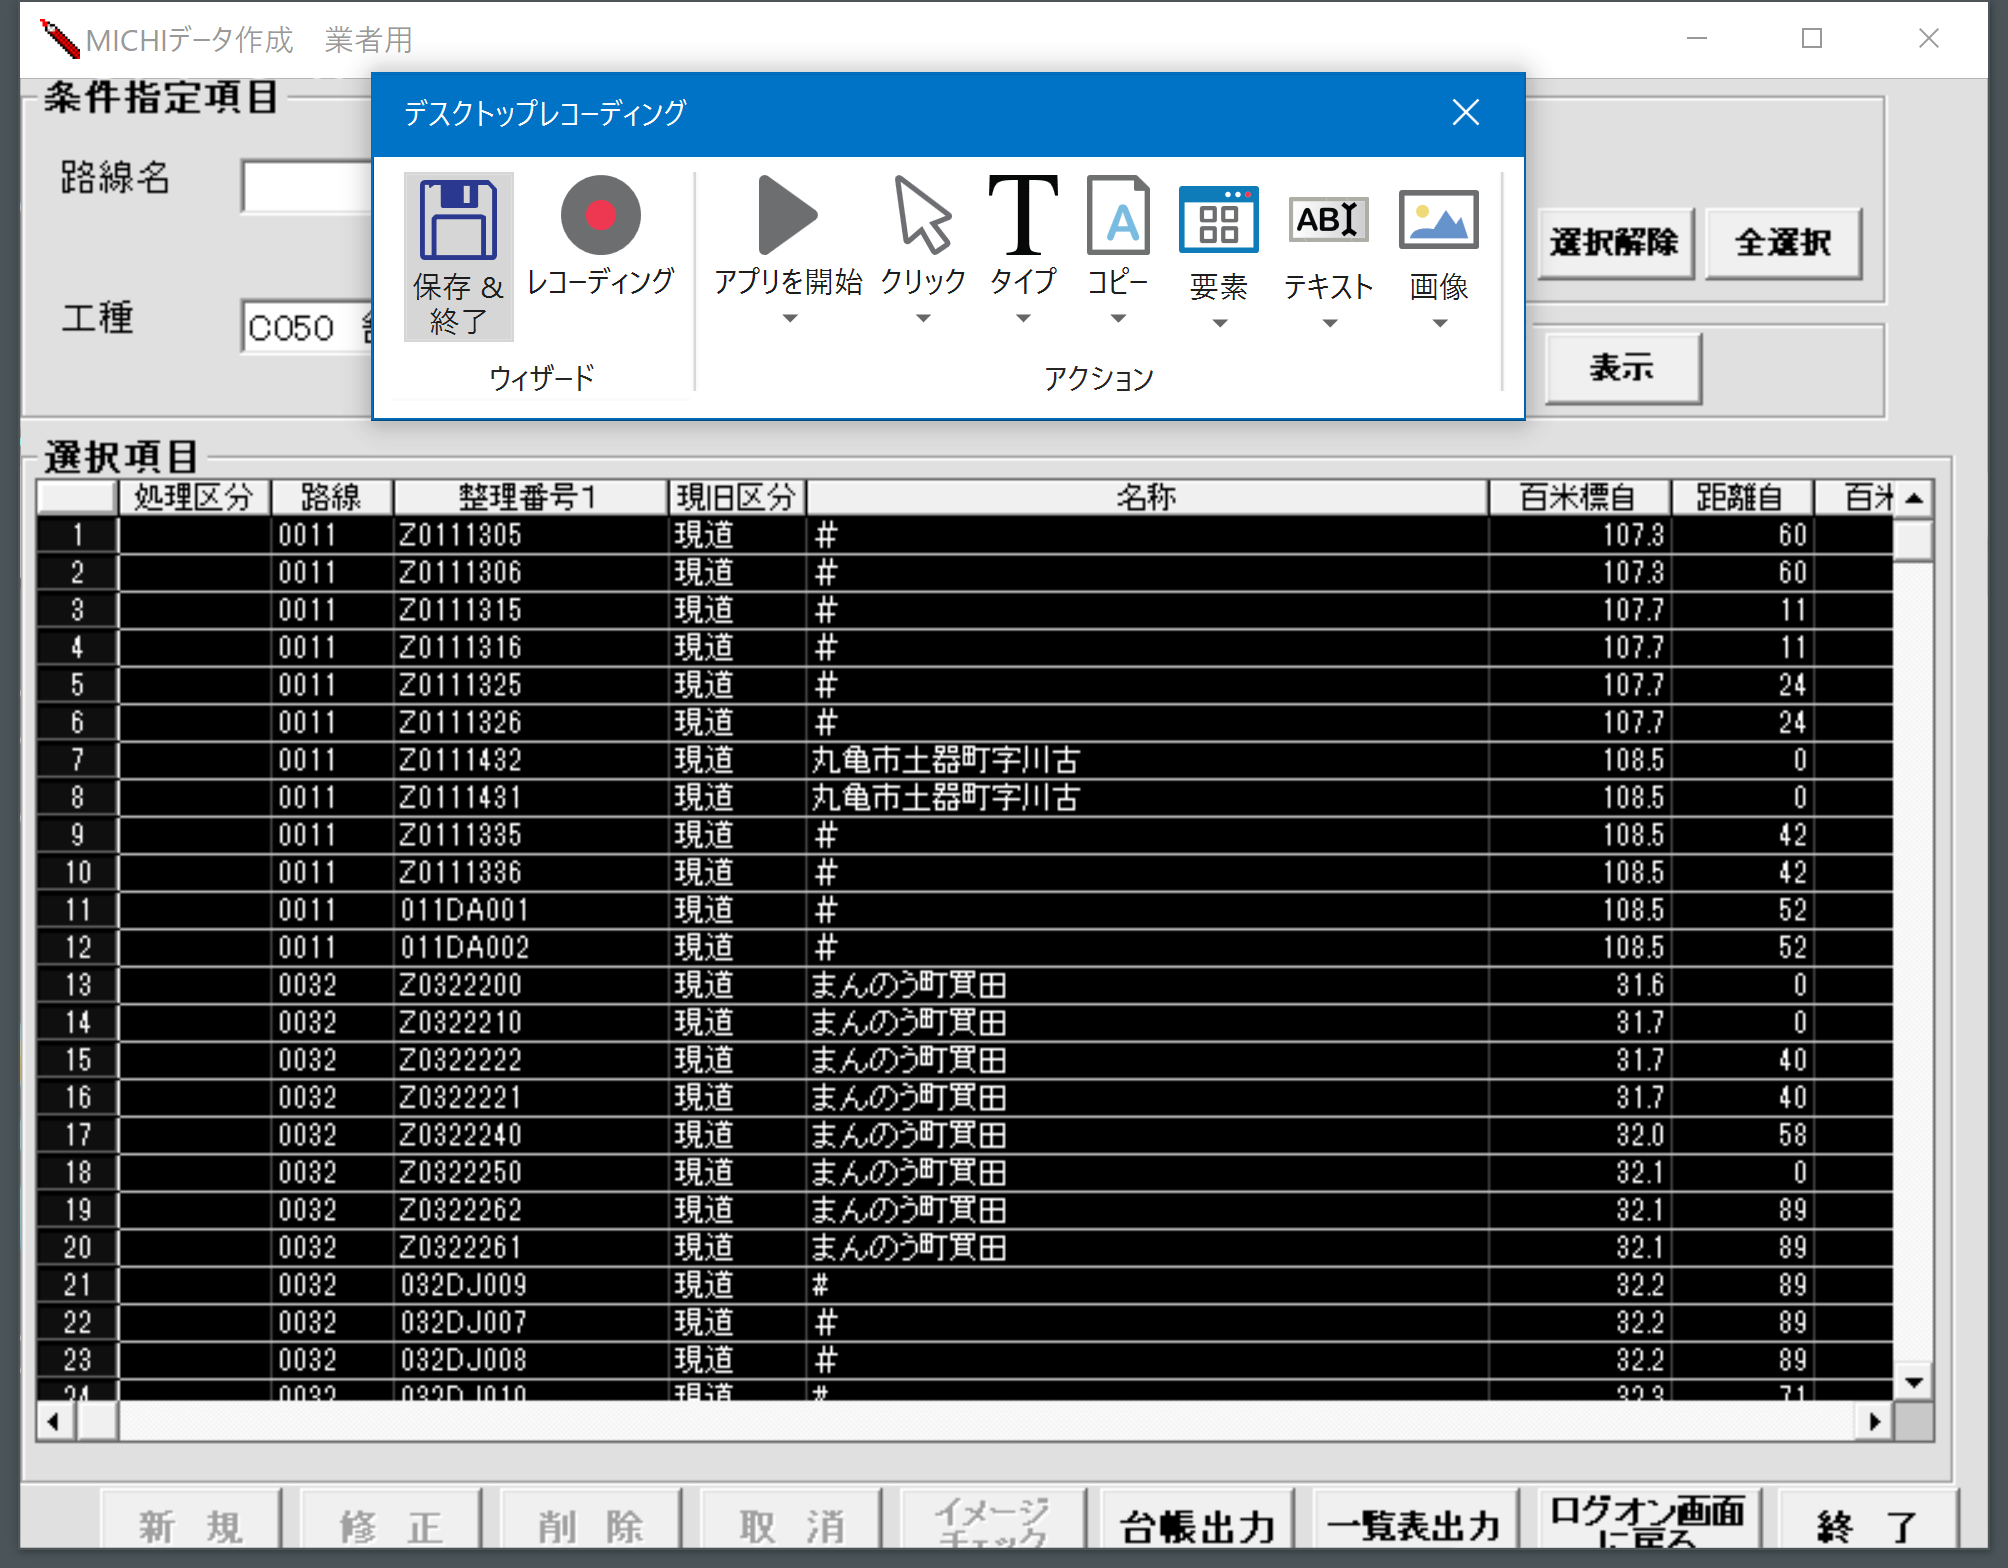 MICHIデータ作成　業者用
デスクトップレコーディング
保存 &
終了
レコーディング
アプリを開始
クリック
タイプ
コピー
要素
テキスト
画像
ウィザード
アクション
条件指定項目
路線名
選択解除
全選択
工種
C050
表示
選択項目
処理区分 路線 整理番号1 現旧区分 名称 百米標自 距離自 百米
1 0011 Z0111305 現道 ＃ 107.3 60
2 0011 Z0111306 現道 ＃ 107.3 60
3 0011 Z0111315 現道 ＃ 107.7 11
4 0011 Z0111316 現道 ＃ 107.7 11
5 0011 Z0111325 現道 ＃ 107.7 24
6 0011 Z0111326 現道 ＃ 107.7 24
7 0011 Z0111432 現道 丸亀市土器町字川古 108.5 0
8 0011 Z0111431 現道 丸亀市土器町字川古 108.5 0
9 0011 Z0111335 現道 ＃ 108.5 42
10 0011 Z0111336 現道 ＃ 108.5 42
11 0011 011DA001 現道 ＃ 108.5 52
12 0011 011DA002 現道 ＃ 108.5 52
13 0032 Z0322200 現道 まんのう町買田 31.6 0
14 0032 Z0322210 現道 まんのう町買田 31.7 0
15 0032 Z0322222 現道 まんのう町買田 31.7 40
16 0032 Z0322221 現道 まんのう町買田 31.7 40
17 0032 Z0322240 現道 まんのう町買田 32.0 58
18 0032 Z0322250 現道 まんのう町買田 32.1 0
19 0032 Z0322262 現道 まんのう町買田 32.1 89
20 0032 Z0322261 現道 まんのう町買田 32.1 89
21 0032 032DJ009 現道 # 32.2 89
22 0032 032DJ007 現道 ＃ 32.2 89
23 0032 032DJ008 現道 ＃ 32.2 89
24 0032 032DJ010 現道 # 32.3 71
新 規
修 正
削 除
取 消
イメージ
チェック
台帳出力
一覧表出力
ログオン画面
に戻る
終 了